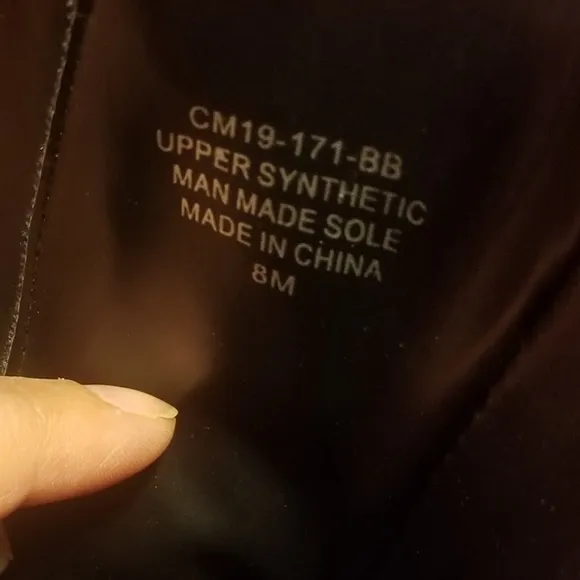 CM19-171-BB
UPPER SYNTHETIC
MAN MADE SOLE
MADE IN CHINA
8M